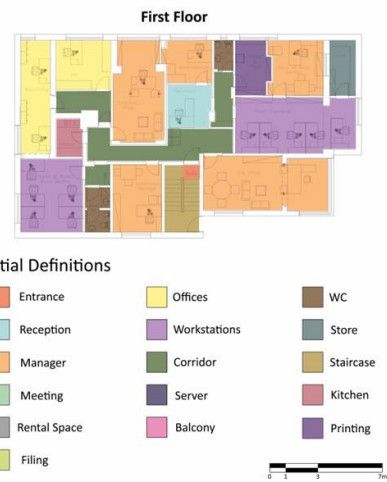 First Floor
tial Definitions
Entrance
Offices
WC
Reception
Workstations
Store
Manager
Corridor
Staircase
Meeting
Server
Kitchen
Rental Space
Balcony
Printing
Filing
0 1 3 7m